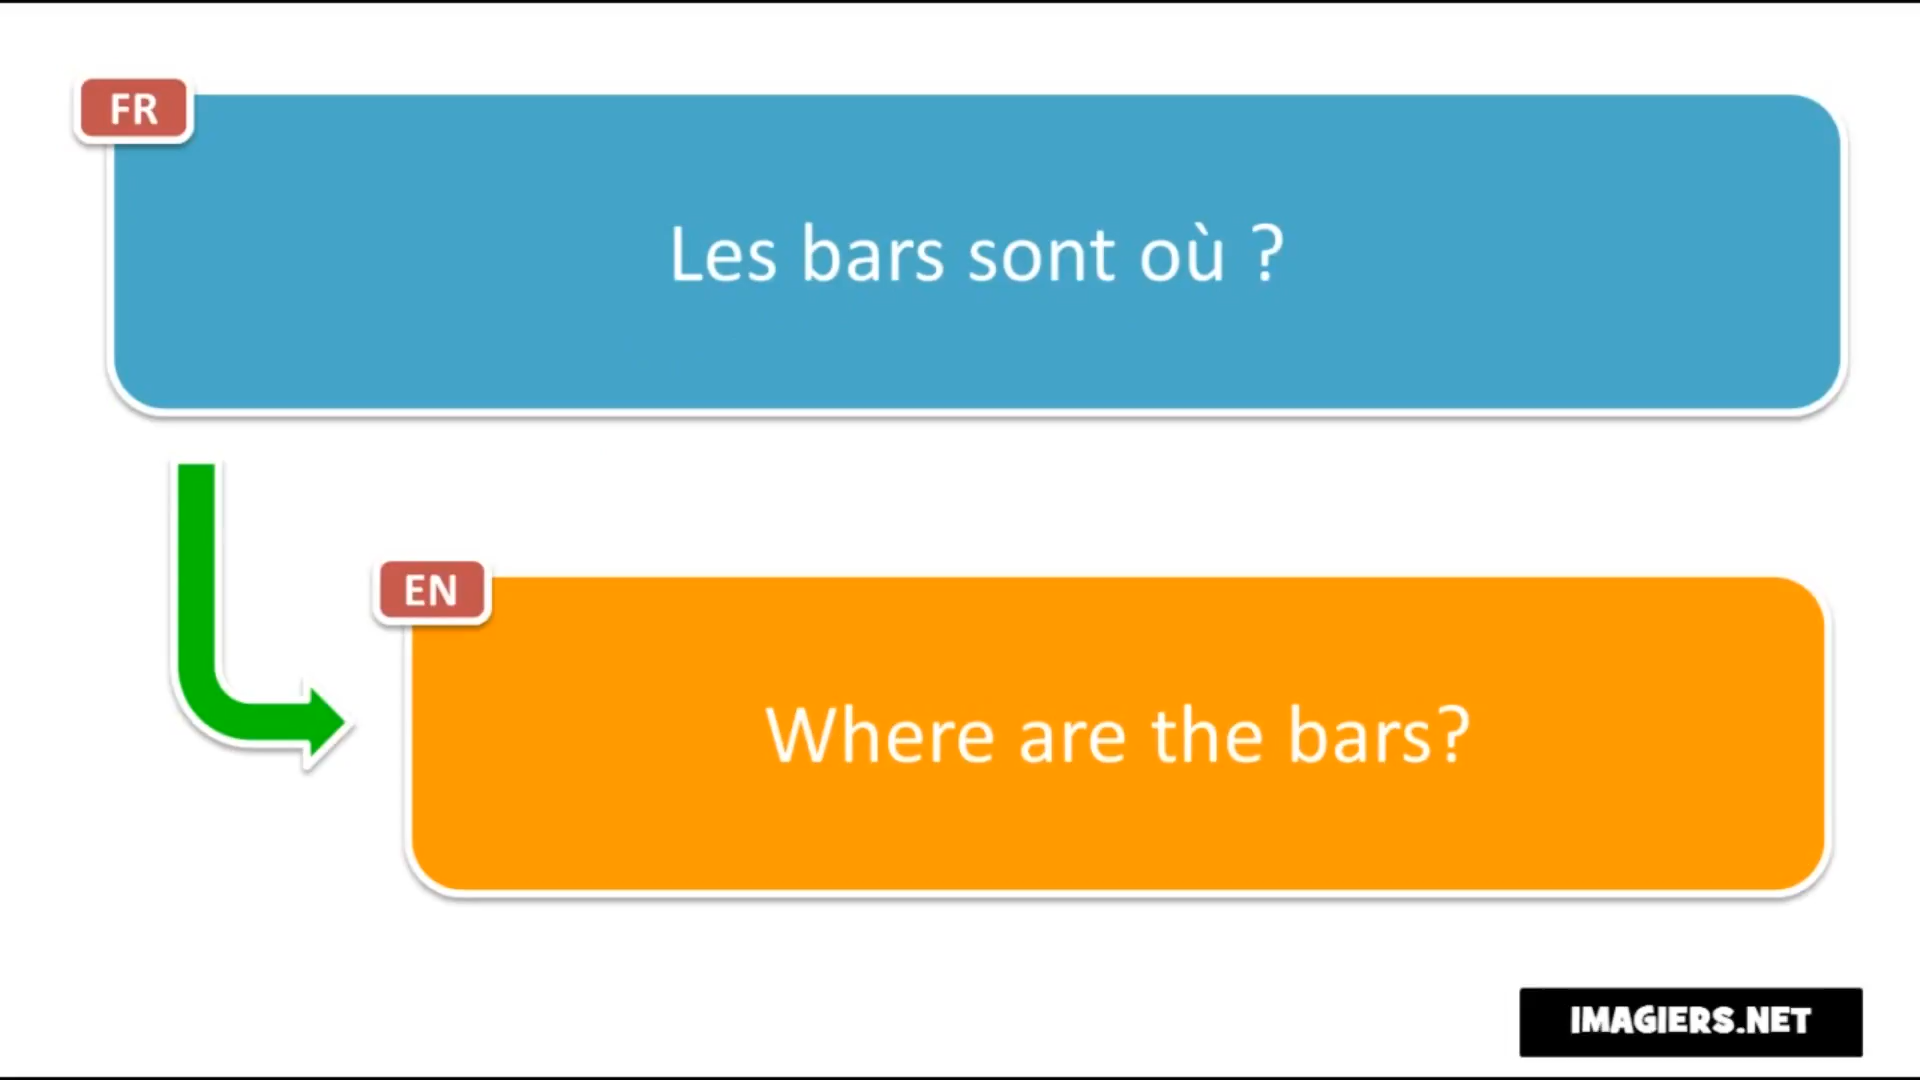 FR
Les bars sont où ?
EN
Where are the bars?
IMAGIERS.NET